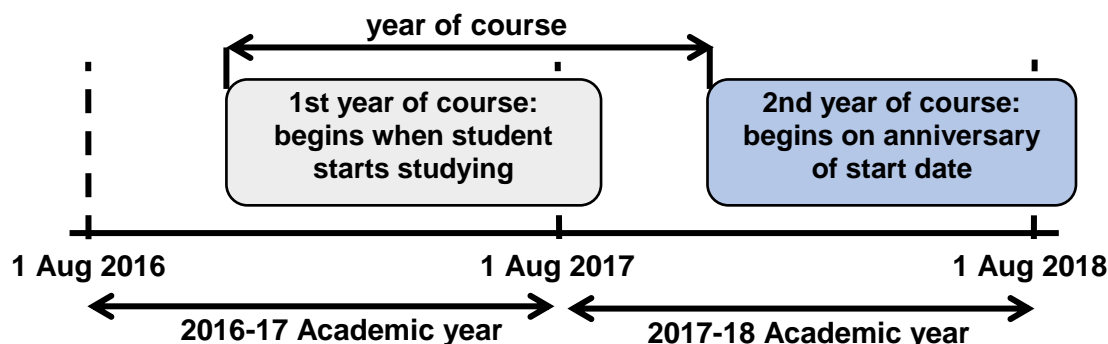 year of course
1st year of course:
begins when student
starts studying
2nd year of course:
begins on anniversary
of start date
1 Aug 2016
1 Aug 2017
1 Aug 2018
2016-17 Academic year
2017-18 Academic year